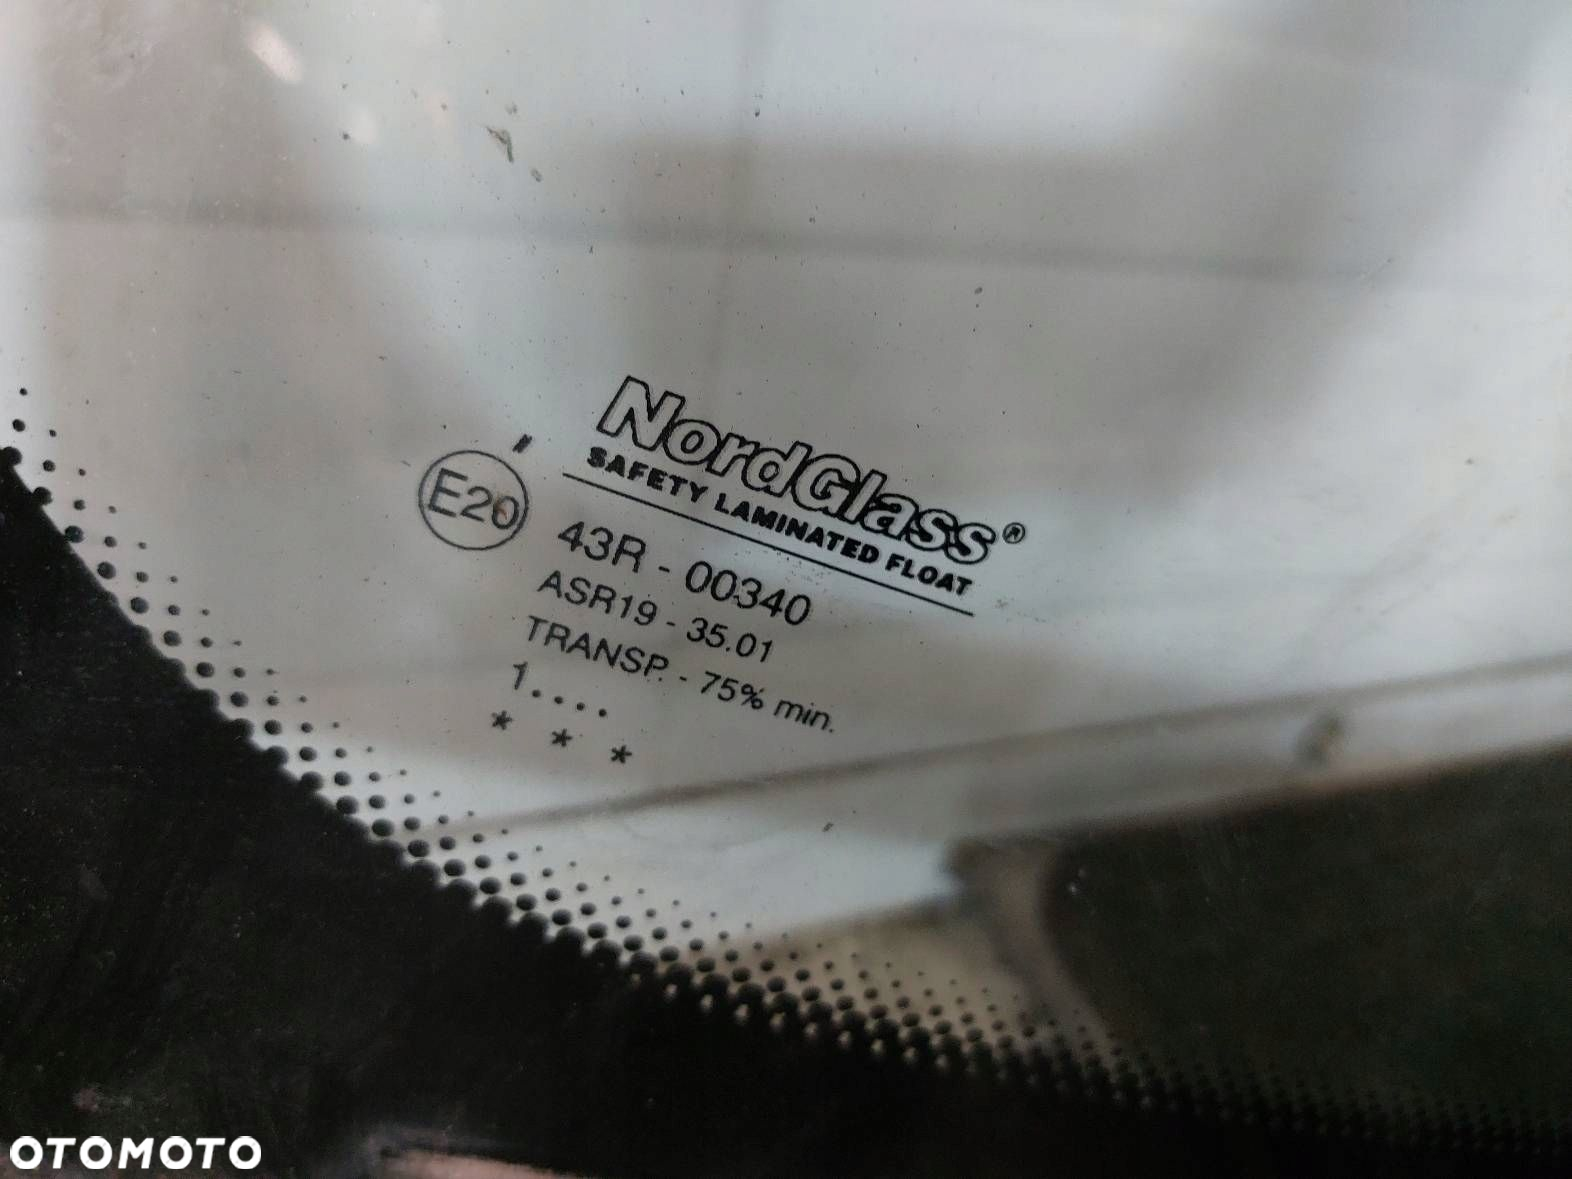 NordGlass®
SAFETY LAMINATED FLOAT
E20
43R - 00340
ASR19 - 35.01
TRANSP. - 75% min.
1....
* * *
OTOMOTO